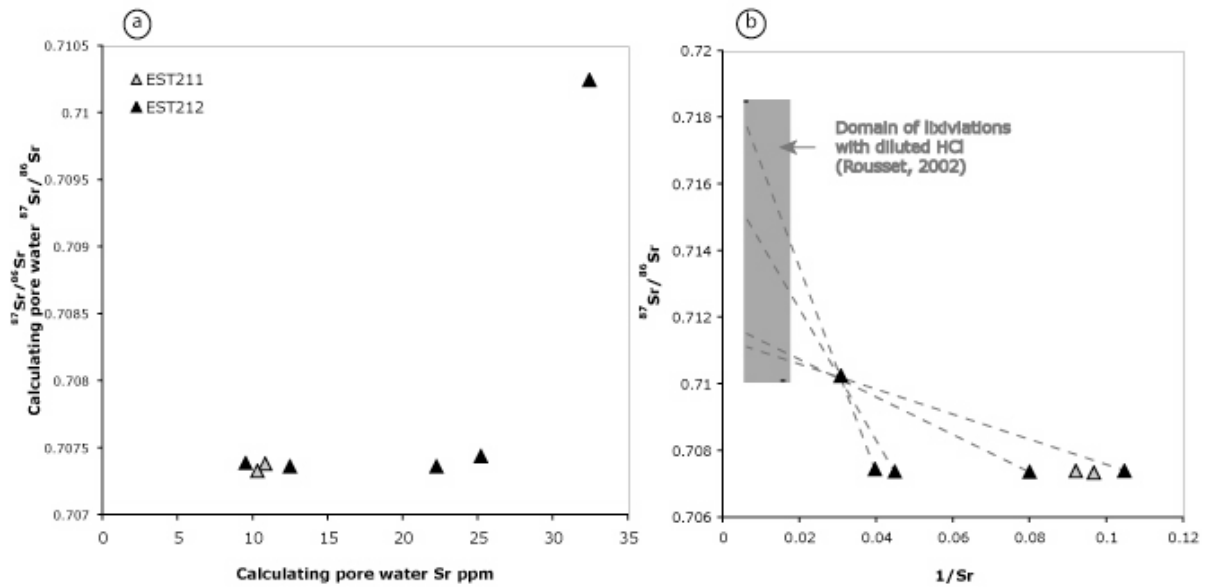 a
0.7105
0.71
0.7095
0.709
0.7085
0.708
0.7075
0.707
0 5 10 15 20 25 30 35
EST211
EST212
87Sr/86Sr
Calculating pore water 87Sr/86Sr
Calculating pore water Sr ppm
b
0.72
0.718
0.716
0.714
0.712
0.71
0.708
0.706
0 0.02 0.04 0.06 0.08 0.1 0.12
Domain of lixiviations
with diluted HCl
(Rousset, 2002)
87Sr/86Sr
1/Sr